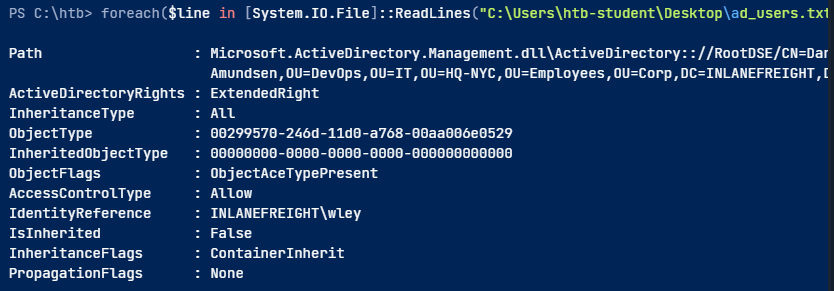 PS C:\htb> foreach($line in [System.IO.File]::ReadLines("C:\Users\htb-student\Desktop\ad_users.txt
Path                  : Microsoft.ActiveDirectory.Management.dll\ActiveDirectory:://RootDSE/CN=Dan
                        Amundsen,OU=DevOps,OU=IT,OU=HQ-NYC,OU=Employees,OU=Corp,DC=INLANEFREIGHT,D
ActiveDirectoryRights : ExtendedRight
InheritanceType       : All
ObjectType            : 00299570-246d-11d0-a768-00aa006e0529
InheritedObjectType   : 00000000-0000-0000-0000-000000000000
ObjectFlags           : ObjectAceTypePresent
AccessControlType     : Allow
IdentityReference     : INLANEFREIGHT\wley
IsInherited           : False
InheritanceFlags      : ContainerInherit
PropagationFlags      : None